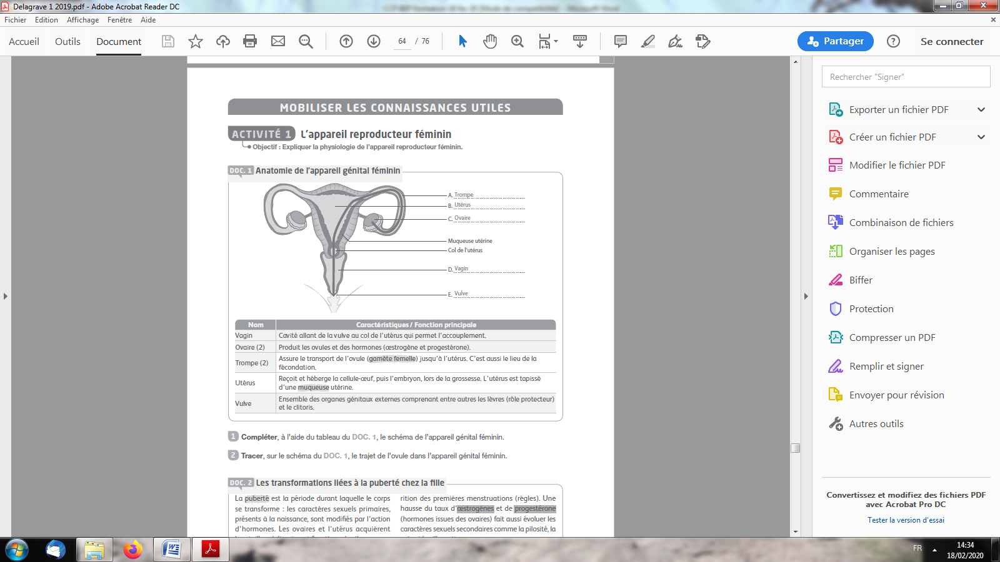 Delagrave 1 2019.pdf - Adobe Acrobat Reader DC
Fichier Edition Affichage Fenêtre Aide
Accueil Outils Document 64 / 76 Partager Se connecter
MOBILISER LES CONNAISSANCES UTILES
ACTIVITÉ 1 L'appareil reproducteur féminin
Objectif : Expliquer la physiologie de l'appareil reproducteur féminin.
DOC. 1 Anatomie de l'appareil génital féminin
A. Trompe
B. Utérus
C. Ovaire
Muqueuse utérine
Col de l'utérus
D. Vagin
E. Vulve
Nom Caractéristiques / Fonction principale
Vagin Cavité allant de la vulve au col de l'utérus qui permet l'accouplement.
Ovaire (2) Produit les ovules et des hormones (œstrogène et progestérone).
Trompe (2) Assure le transport de l'ovule (gamète femelle) jusqu'à l'utérus. C'est aussi le lieu de la
fécondation.
Utérus Reçoit et héberge la cellule-œuf, puis l'embryon, lors de la grossesse. L'utérus est tapissé
d'une muqueuse utérine.
Vulve Ensemble des organes génitaux externes comprenant entre autres les lèvres (rôle protecteur)
et le clitoris.
1 Compléter, à l'aide du tableau du DOC. 1, le schéma de l'appareil génital féminin.
2 Tracer, sur le schéma du DOC. 1, le trajet de l'ovule dans l'appareil génital féminin.
DOC. 2 Les transformations liées à la puberté chez la fille
La puberté est la période durant laquelle le corps
se transforme : les caractères sexuels primaires,
présents à la naissance, sont modifiés par l'action
d'hormones. Les ovaires et l'utérus acquièrent
rition des premières menstruations (règles). Une
hausse du taux d'œstrogènes et de progestérone
(hormones issues des ovaires) fait aussi évoluer les
caractères sexuels secondaires comme la pilosité, la
Rechercher "Signer"
Exporter un fichier PDF
Créer un fichier PDF
Modifier le fichier PDF
Commentaire
Combinaison de fichiers
Organiser les pages
Biffer
Protection
Compresser un PDF
Remplir et signer
Envoyer pour révision
Autres outils
Convertissez et modifiez des fichiers PDF
avec Acrobat Pro DC
Tester la version d'essai
FR
14:34
18/02/2020